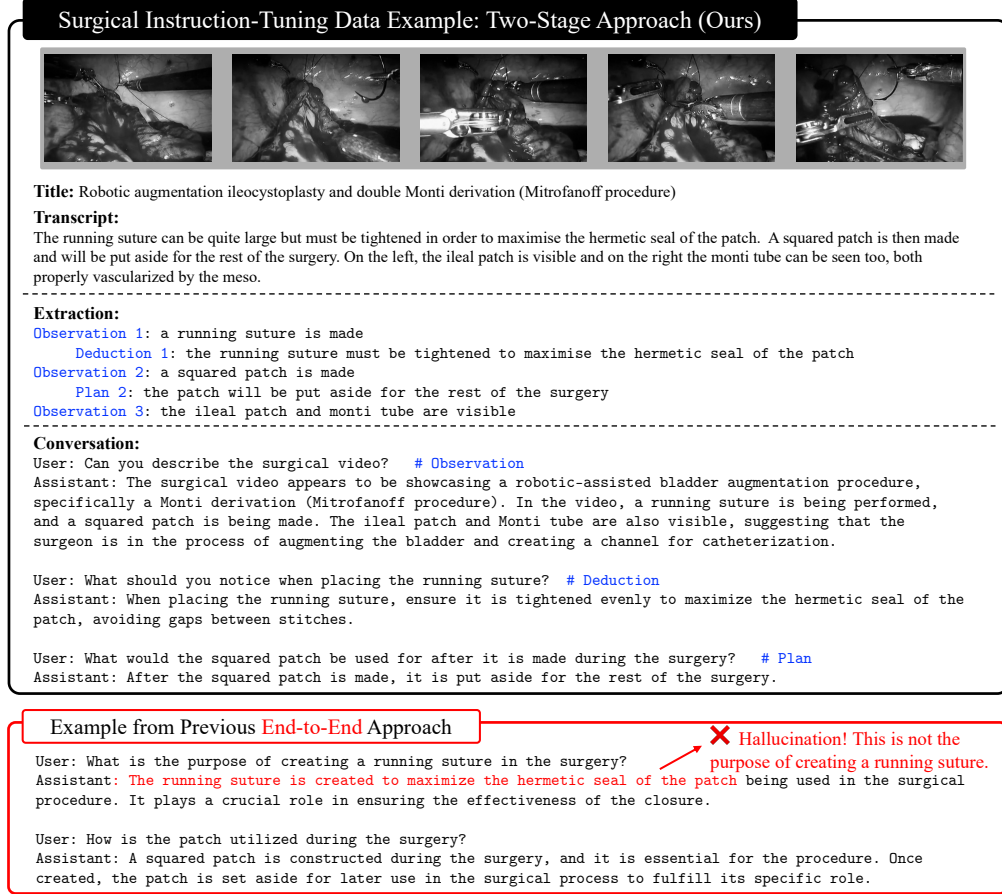 Surgical Instruction-Tuning Data Example: Two-Stage Approach (Ours)
Title: Robotic augmentation ileocystoplasty and double Monti derivation (Mitrofanoff procedure)
Transcript:
The running suture can be quite large but must be tightened in order to maximise the hermetic seal of the patch. A squared patch is then made
and will be put aside for the rest of the surgery. On the left, the ileal patch is visible and on the right the monti tube can be seen too, both
properly vascularized by the meso.
Extraction:
Observation 1: a running suture is made
Deduction 1: the running suture must be tightened to maximise the hermetic seal of the patch
Observation 2: a squared patch is made
Plan 2: the patch will be put aside for the rest of the surgery
Observation 3: the ileal patch and monti tube are visible
Conversation:
User: Can you describe the surgical video? # Observation
Assistant: The surgical video appears to be showcasing a robotic-assisted bladder augmentation procedure,
specifically a Monti derivation (Mitrofanoff procedure). In the video, a running suture is being performed,
and a squared patch is being made. The ileal patch and Monti tube are also visible, suggesting that the
surgeon is in the process of augmenting the bladder and creating a channel for catheterization.
User: What should you notice when placing the running suture? # Deduction
Assistant: When placing the running suture, ensure it is tightened evenly to maximize the hermetic seal of the
patch, avoiding gaps between stitches.
User: What would the squared patch be used for after it is made during the surgery? # Plan
Assistant: After the squared patch is made, it is put aside for the rest of the surgery.
Example from Previous End-to-End Approach
❌ Hallucination! This is not the
purpose of creating a running suture.
User: What is the purpose of creating a running suture in the surgery?
Assistant: The running suture is created to maximize the hermetic seal of the patch being used in the surgical
procedure. It plays a crucial role in ensuring the effectiveness of the closure.
User: How is the patch utilized during the surgery?
Assistant: A squared patch is constructed during the surgery, and it is essential for the procedure. Once
created, the patch is set aside for later use in the surgical process to fulfill its specific role.